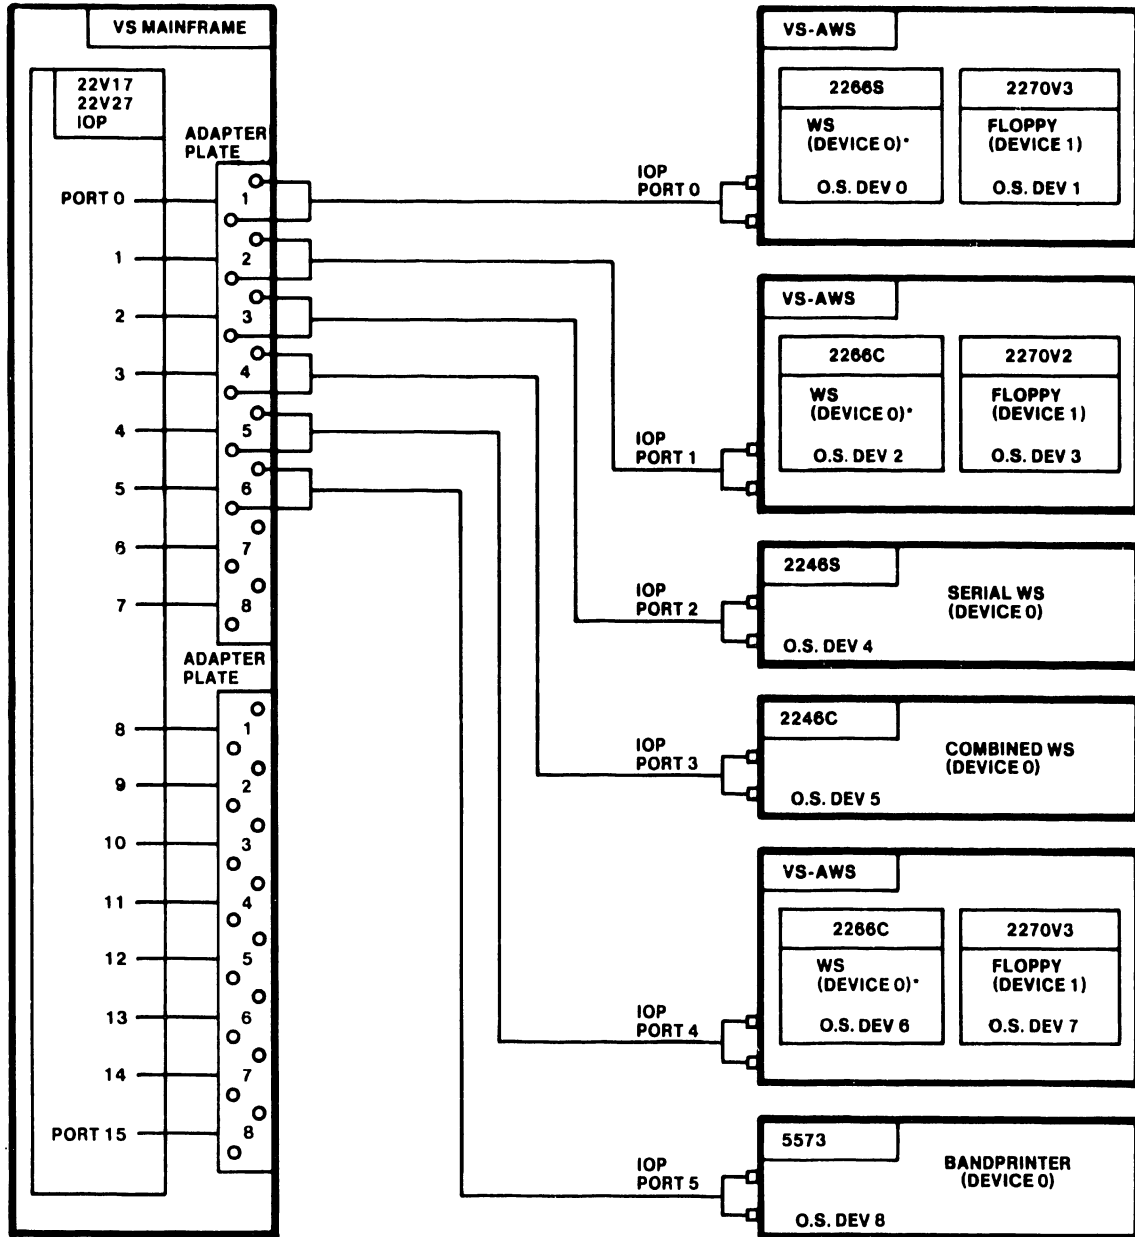 VS MAINFRAME
22V17
22V27
IOP
ADAPTER
PLATE
PORT 0
1
2
3
4
5
6
7
1
2
3
4
5
6
7
8
ADAPTER
PLATE
8
9
10
11
12
13
14
PORT 15
1
2
3
4
5
6
7
8
IOP
PORT 0
VS-AWS
2266S
WS
(DEVICE 0)*
O.S. DEV 0
2270V3
FLOPPY
(DEVICE 1)
O.S. DEV 1
IOP
PORT 1
VS-AWS
2266C
WS
(DEVICE 0)*
O.S. DEV 2
2270V2
FLOPPY
(DEVICE 1)
O.S. DEV 3
IOP
PORT 2
2246S
SERIAL WS
(DEVICE 0)
O.S. DEV 4
IOP
PORT 3
2246C
COMBINED WS
(DEVICE 0)
O.S. DEV 5
IOP
PORT 4
VS-AWS
2266C
WS
(DEVICE 0)*
O.S. DEV 6
2270V3
FLOPPY
(DEVICE 1)
O.S. DEV 7
IOP
PORT 5
5573
BANDPRINTER
(DEVICE 0)
O.S. DEV 8